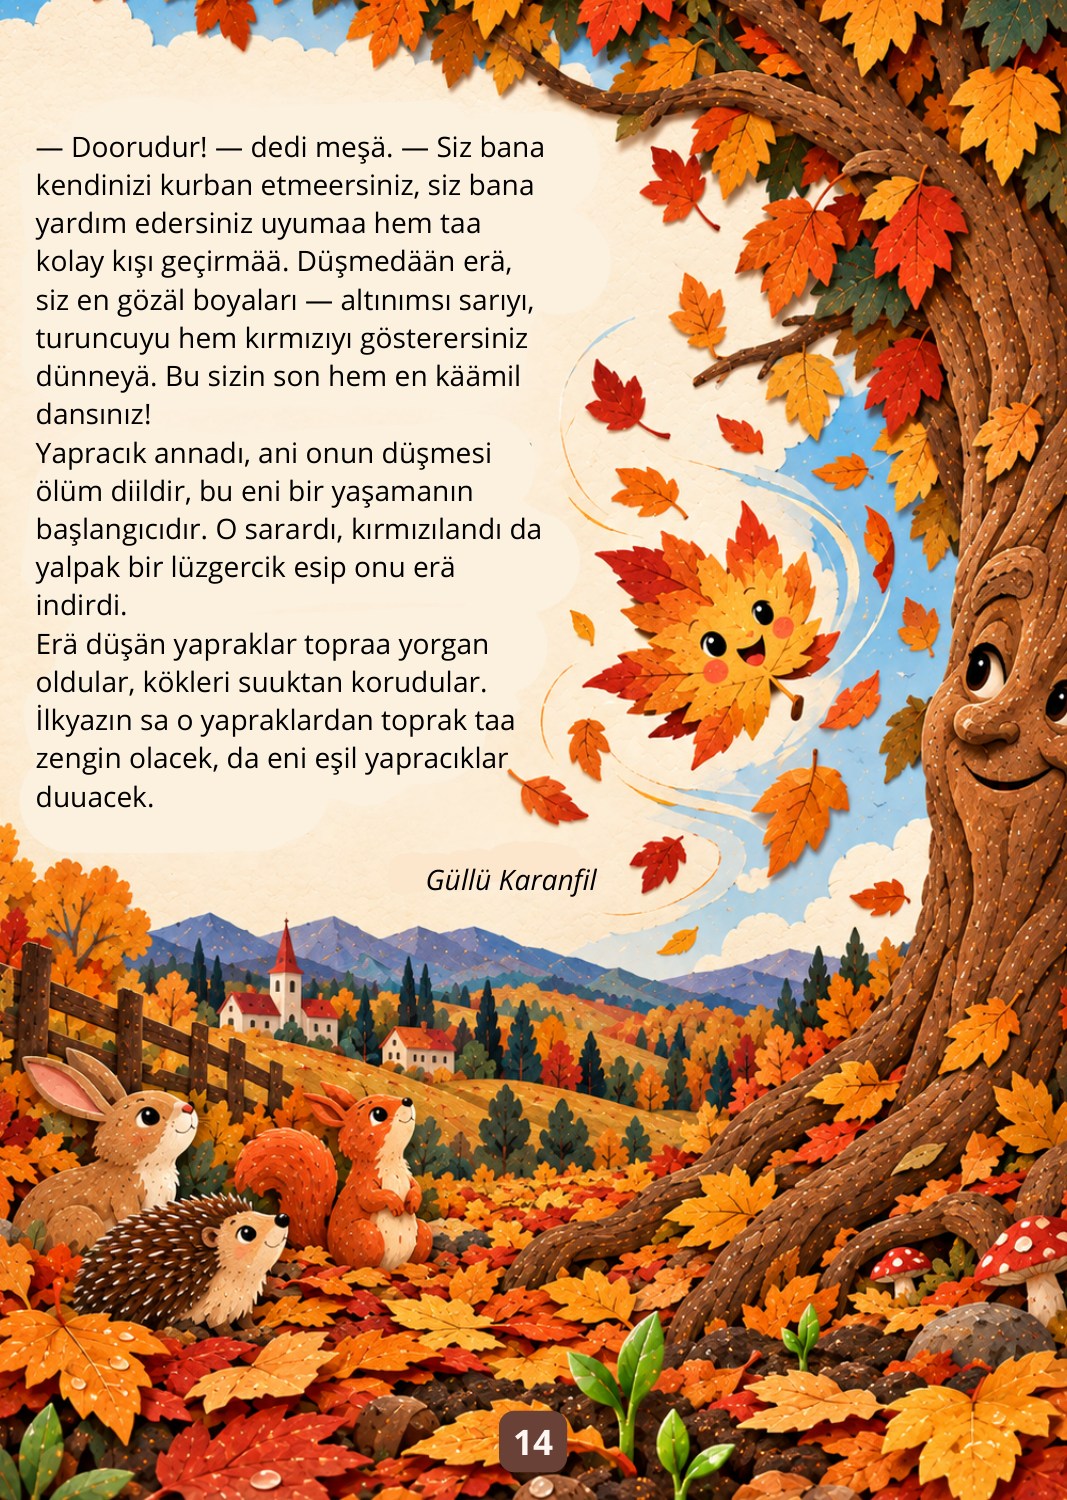 — Doorudur! — dedi meşä. — Siz bana
kendinizi kurban etmeersiniz, siz bana
yardım edersiniz uyumaa hem taa
kolay kışı geçirmää. Düşmedään erä,
siz en gözäl boyaları — altınımsı sarıyı,
turuncuyu hem kırmızıyı gösterersiniz
dünneyä. Bu sizin son hem en käämil
dansınız!
Yapracık annadı, ani onun düşmesi
ölüm diildir, bu eni bir yaşamanın
başlangıcıdır. O sarardı, kırmızılandı da
yalpak bir lüzgercik esip onu erä
indirdi.
Erä düşän yapraklar topraa yorgan
oldular, kökleri suuktan korudular.
İlkyazın sa o yapraklardan toprak taa
zengin olacek, da eni eşil yapracıklar
duuacek.
Güllü Karanfil
14